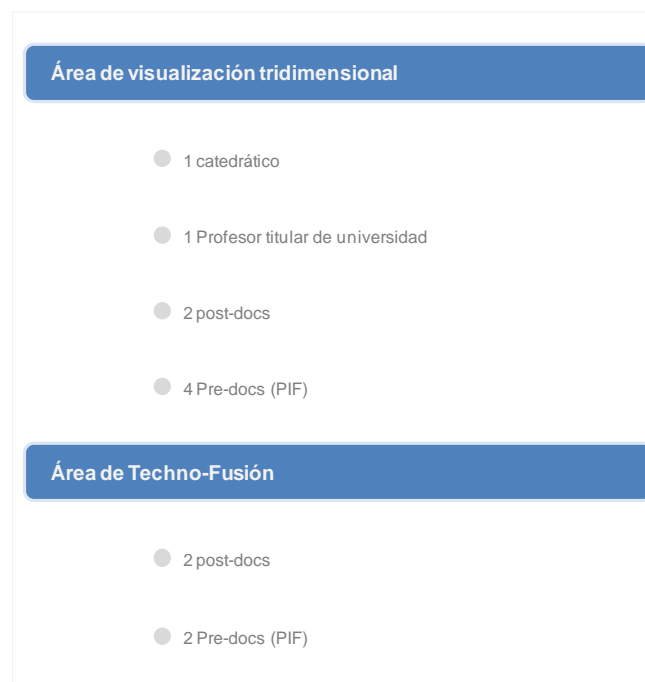 Área de visualización tridimensional
1 catedrático
1 Profesor titular de universidad
2 post-docs
4 Pre-docs (PIF)
Área de Techno-Fusión
2 post-docs
2 Pre-docs (PIF)